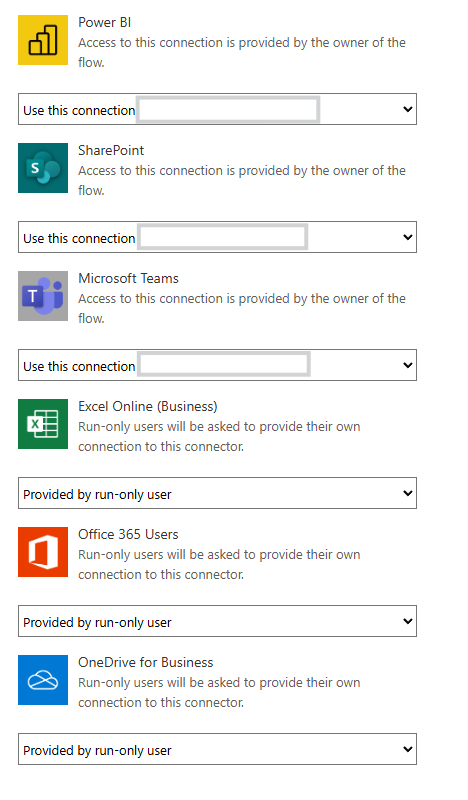 Power BI
Access to this connection is provided by the owner of the
flow.
Use this connection
SharePoint
Access to this connection is provided by the owner of the
flow.
Use this connection
Microsoft Teams
Access to this connection is provided by the owner of the
flow.
Use this connection
Excel Online (Business)
Run-only users will be asked to provide their own
connection to this connector.
Provided by run-only user
Office 365 Users
Run-only users will be asked to provide their own
connection to this connector.
Provided by run-only user
OneDrive for Business
Run-only users will be asked to provide their own
connection to this connector.
Provided by run-only user